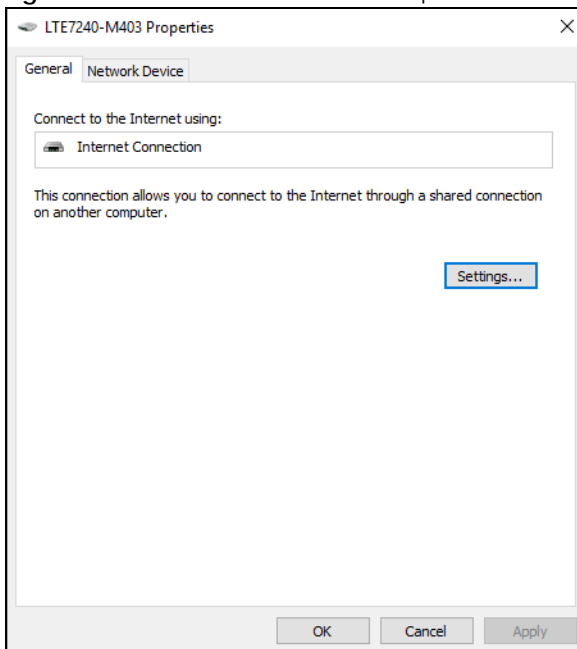 LTE7240-M403 Properties
General
Network Device
Connect to the Internet using:
Internet Connection
This connection allows you to connect to the Internet through a shared connection
on another computer.
Settings...
OK
Cancel
Apply